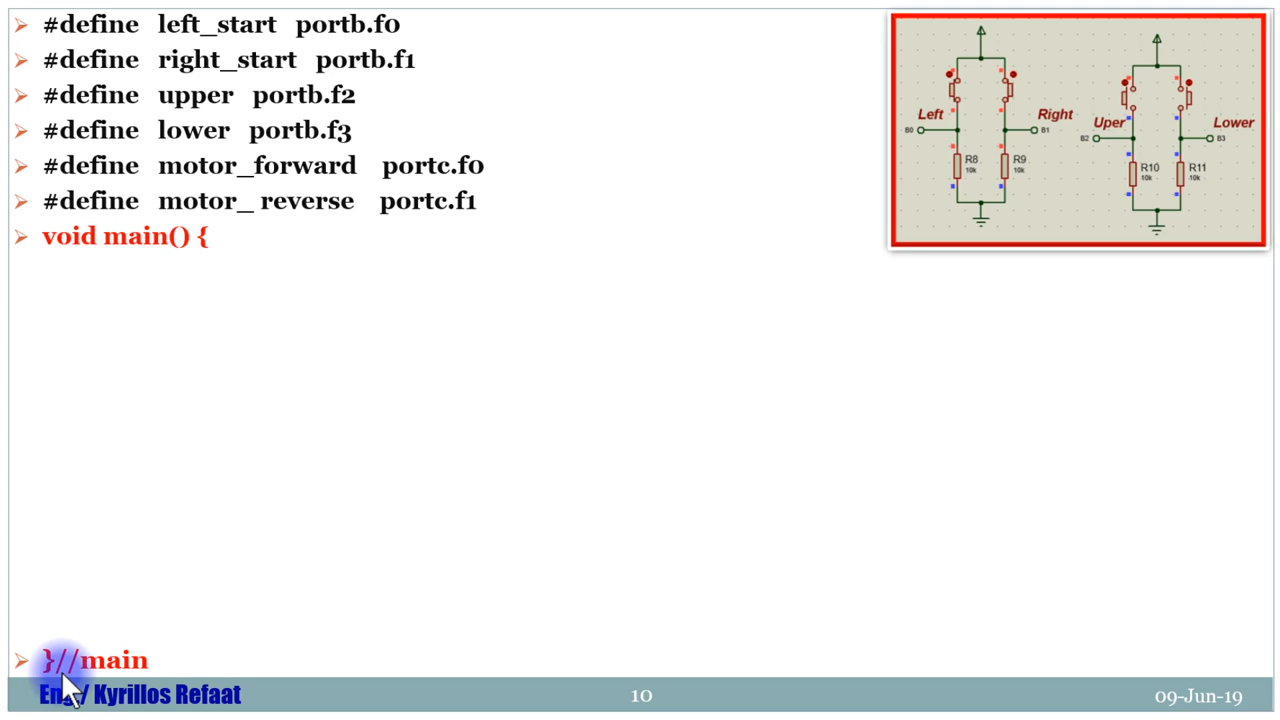 #define left_start portb.f0
#define right_start portb.f1
#define upper portb.f2
#define lower portb.f3
#define motor_forward portc.f0
#define motor_ reverse portc.f1
void main() {
Left
Right
B0
B1
R8
10k
R9
10k
Uper
Lower
B2
B3
R10
10k
R11
10k
}//main
Eng/ Kyrillos Refaat
10
09-Jun-19